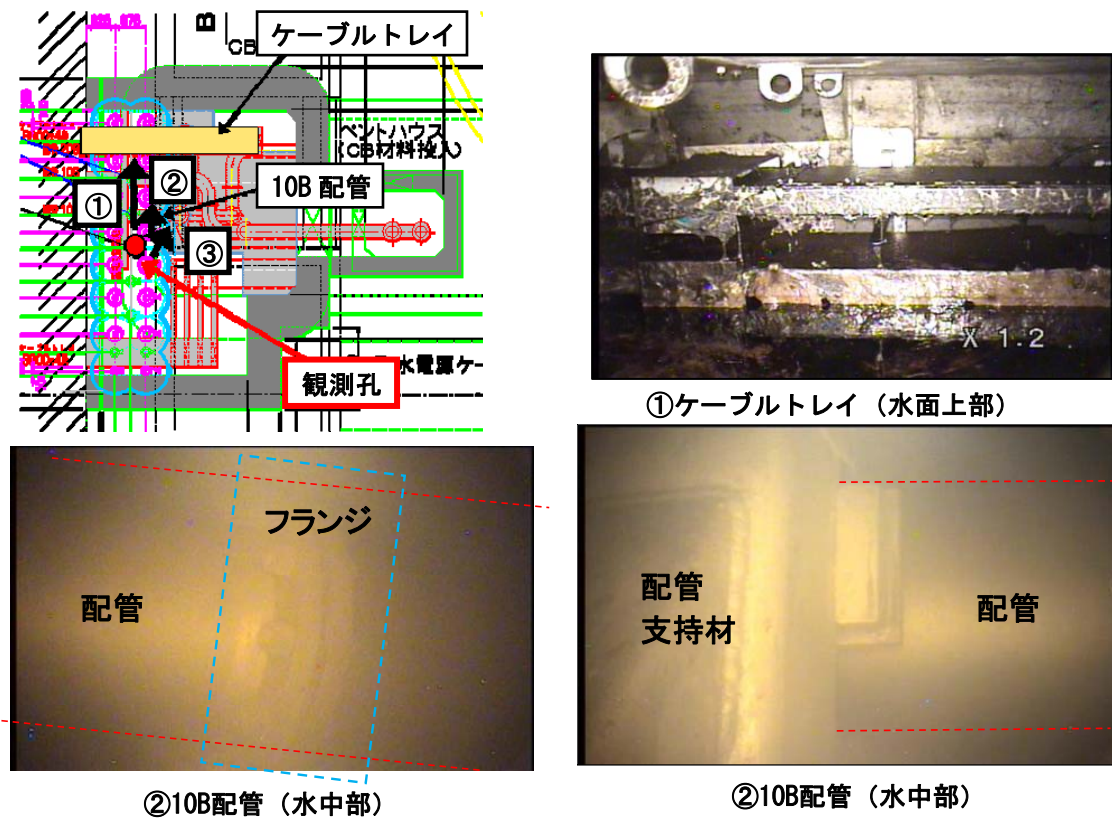 ケーブルトレイ
ペントハウス
(CB材料投入)
②
10B 配管
①
③
観測孔
水電源ケー
X 1.2
①ケーブルトレイ（水面上部）
フランジ
配管
②10B配管（水中部）
配管
支持材
配管
②10B配管（水中部）